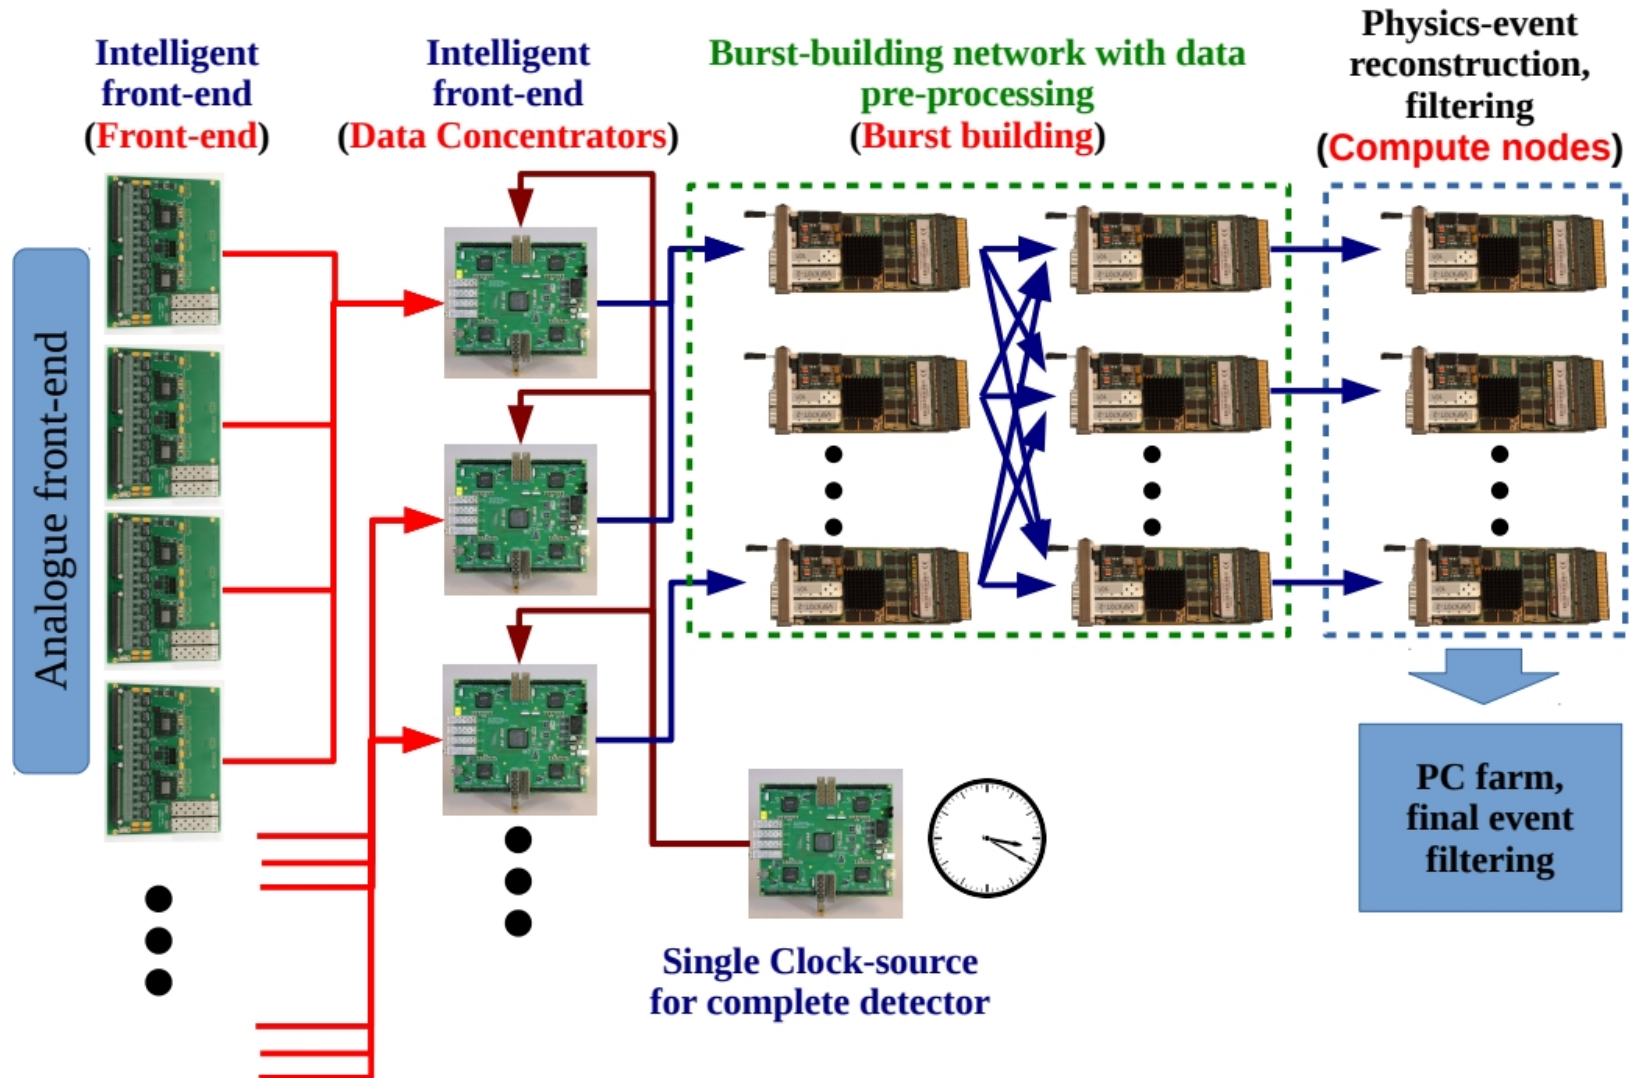 Intelligent
front-end
(Front-end)
Intelligent
front-end
(Data Concentrators)
Burst-building network with data
pre-processing
(Burst building)
Physics-event
reconstruction,
filtering
(Compute nodes)
Analogue front-end
PC farm,
final event
filtering
Single Clock-source
for complete detector